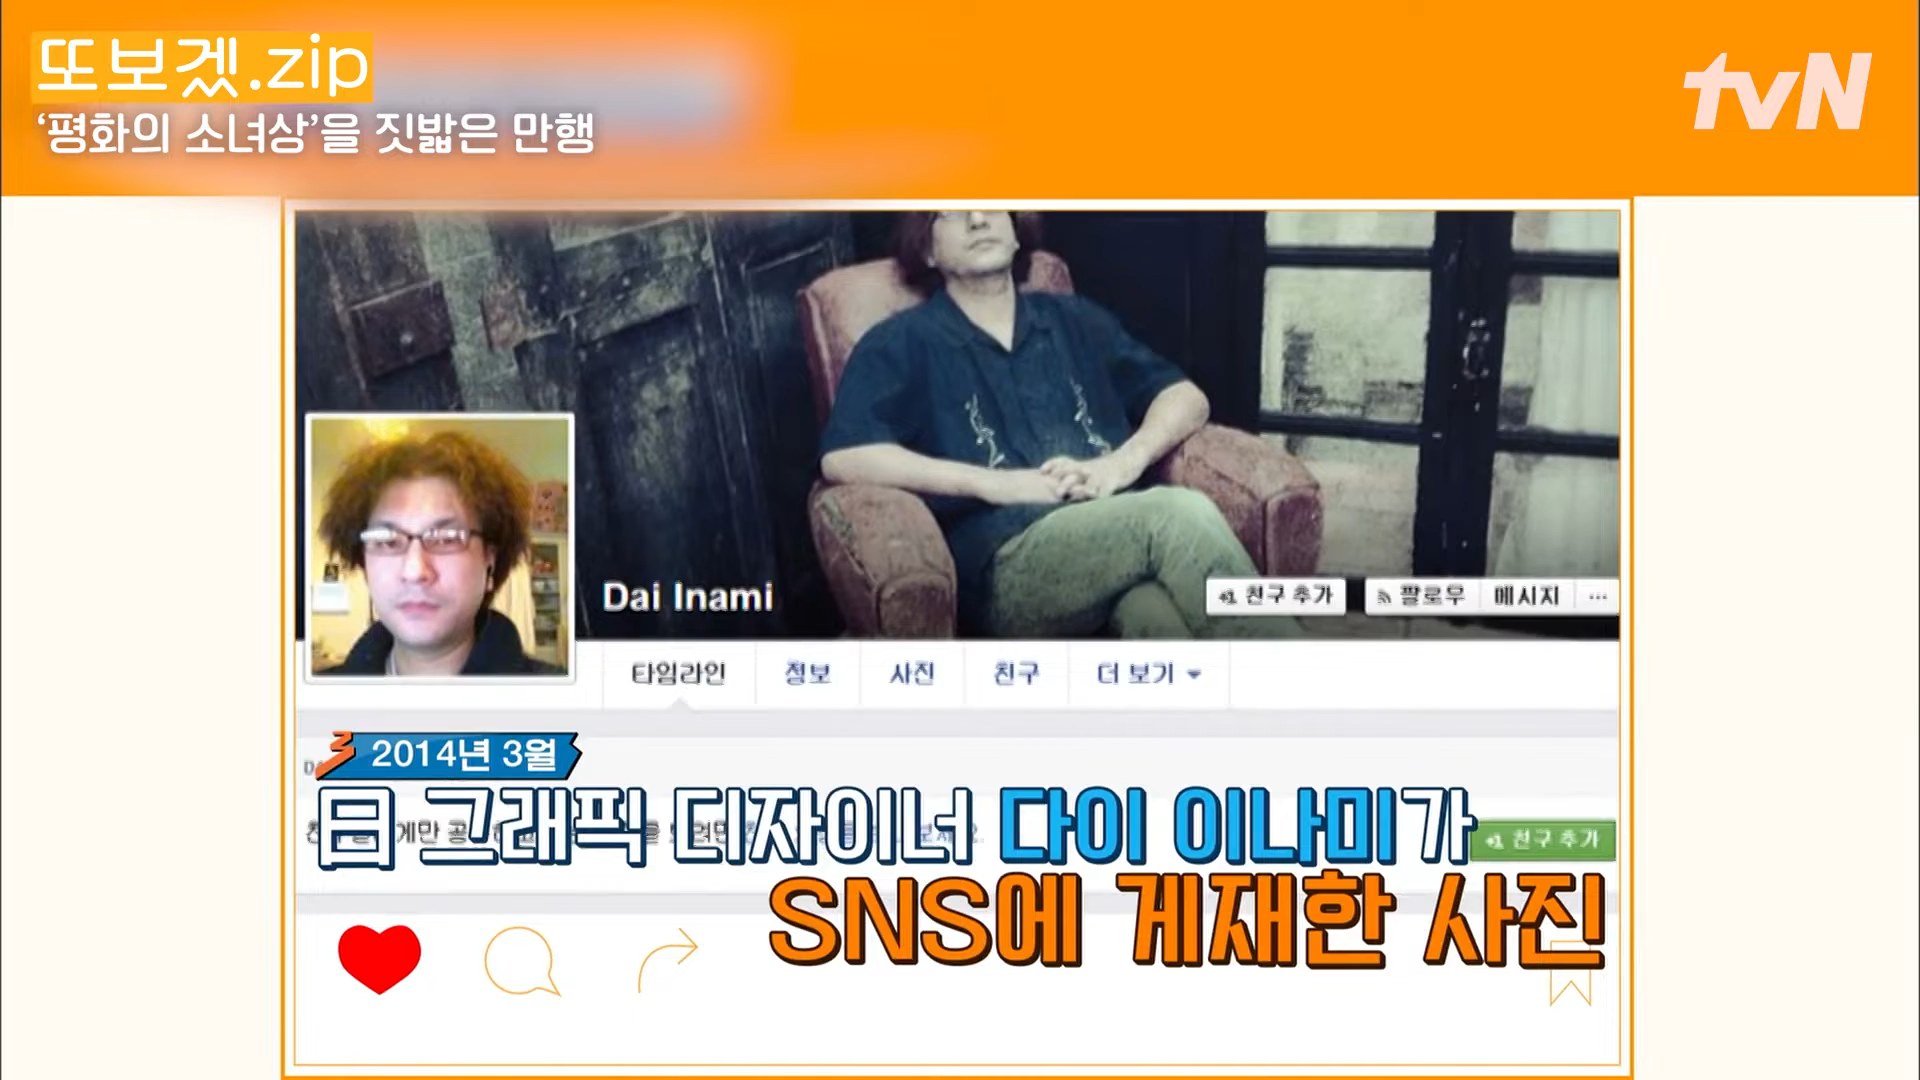 또보겠.zip
tvN
‘평화의 소녀상’을 짓밟은 만행
Dai Inami
친구 추가
팔로우 메시지 ...
타임라인 정보 사진 친구 더 보기
2014년 3월
日 그래픽 디자이너 다이 이나미가
친구 추가
SNS에 게재한 사진